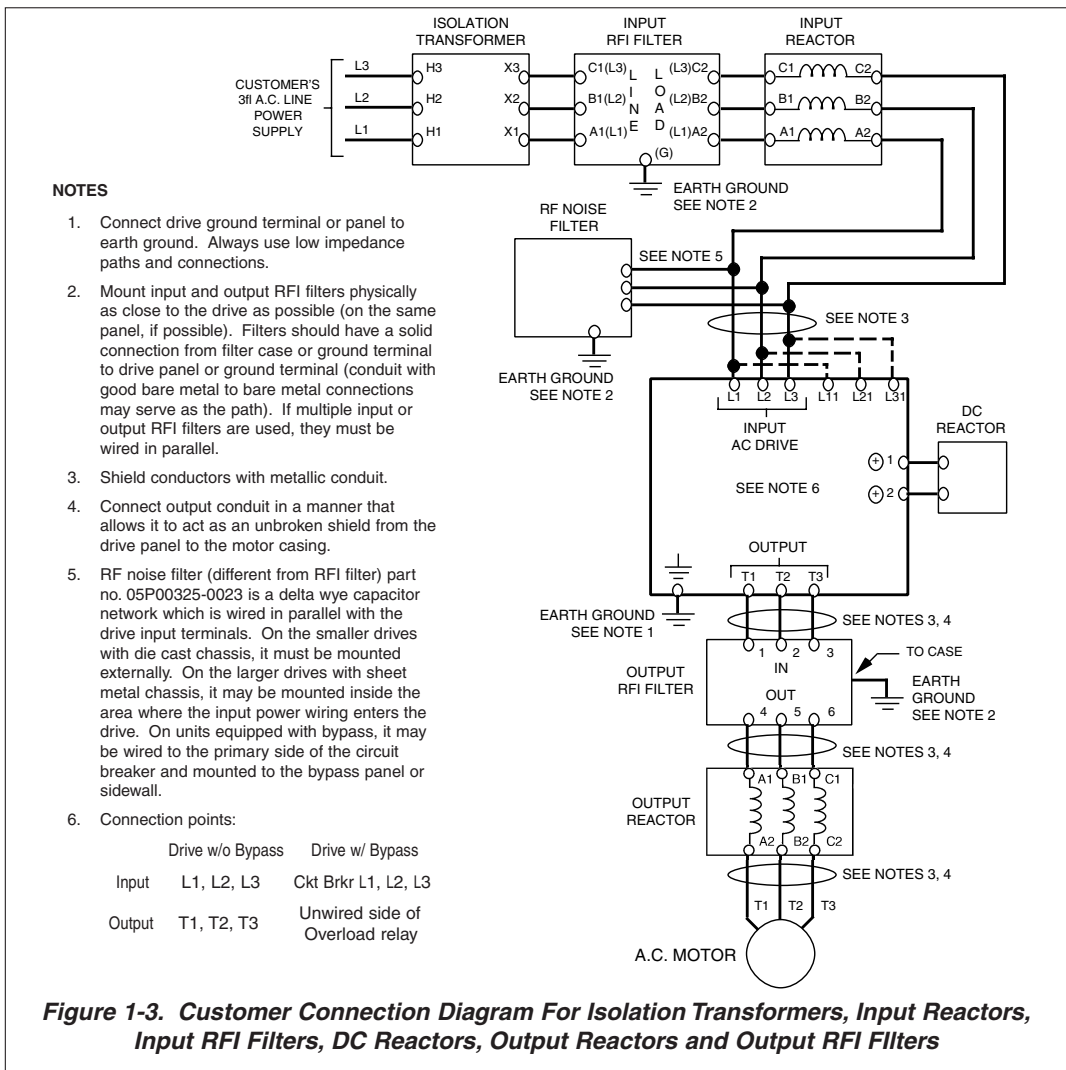 ISOLATION
TRANSFORMER
INPUT
RFI FILTER
INPUT
REACTOR
CUSTOMER'S
3fl A.C. LINE
POWER
SUPPLY
L3
L2
L1
H3
H2
H1
X3
X2
X1
C1(L3)
B1(L2)
A1(L1)
L
I
N
E
L
O
A
D
(L3)C2
(L2)B2
(L1)A2
(G)
C1 C2
B1 B2
A1 A2
EARTH GROUND
SEE NOTE 2
RF NOISE
FILTER
SEE NOTE 5
EARTH GROUND
SEE NOTE 2
SEE NOTE 3
L1 L2 L3 L11 L21 L31
INPUT
AC DRIVE
DC
REACTOR
+ 1
+ 2
SEE NOTE 6
OUTPUT
T1 T2 T3
EARTH GROUND
SEE NOTE 1
SEE NOTES 3, 4
1 2 3
IN
OUTPUT
RFI FILTER
OUT
4 5 6
TO CASE
EARTH
GROUND
SEE NOTE 2
SEE NOTES 3, 4
A1 B1 C1
OUTPUT
REACTOR
A2 B2 C2
SEE NOTES 3, 4
T1 T2 T3
A.C. MOTOR
NOTES
1. Connect drive ground terminal or panel to
earth ground. Always use low impedance
paths and connections.
2. Mount input and output RFI filters physically
as close to the drive as possible (on the same
panel, if possible). Filters should have a solid
connection from filter case or ground terminal
to drive panel or ground terminal (conduit with
good bare metal to bare metal connections
may serve as the path). If multiple input or
output RFI filters are used, they must be
wired in parallel.
3. Shield conductors with metallic conduit.
4. Connect output conduit in a manner that
allows it to act as an unbroken shield from the
drive panel to the motor casing.
5. RF noise filter (different from RFI filter) part
no. 05P00325-0023 is a delta wye capacitor
network which is wired in parallel with the
drive input terminals. On the smaller drives
with die cast chassis, it must be mounted
externally. On the larger drives with sheet
metal chassis, it may be mounted inside the
area where the input power wiring enters the
drive. On units equipped with bypass, it may
be wired to the primary side of the circuit
breaker and mounted to the bypass panel or
sidewall.
6. Connection points:
Drive w/o Bypass Drive w/ Bypass
Input L1, L2, L3 Ckt Brkr L1, L2, L3
Output T1, T2, T3 Unwired side of
Overload relay
Figure 1-3. Customer Connection Diagram For Isolation Transformers, Input Reactors,
Input RFI Filters, DC Reactors, Output Reactors and Output RFI FIlters